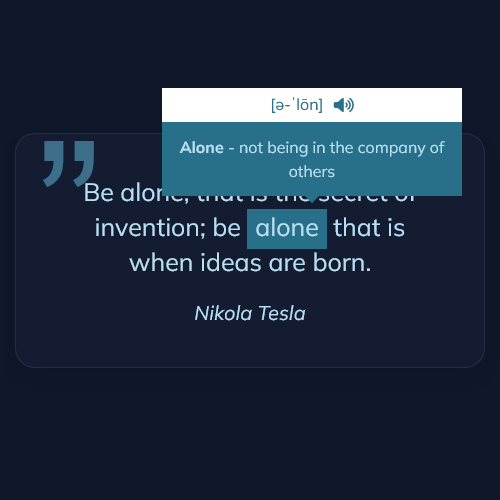 [ə-ˈlōn]
Alone - not being in the company of
others
Be alone, that is the secret of
invention; be alone that is
when ideas are born.
Nikola Tesla